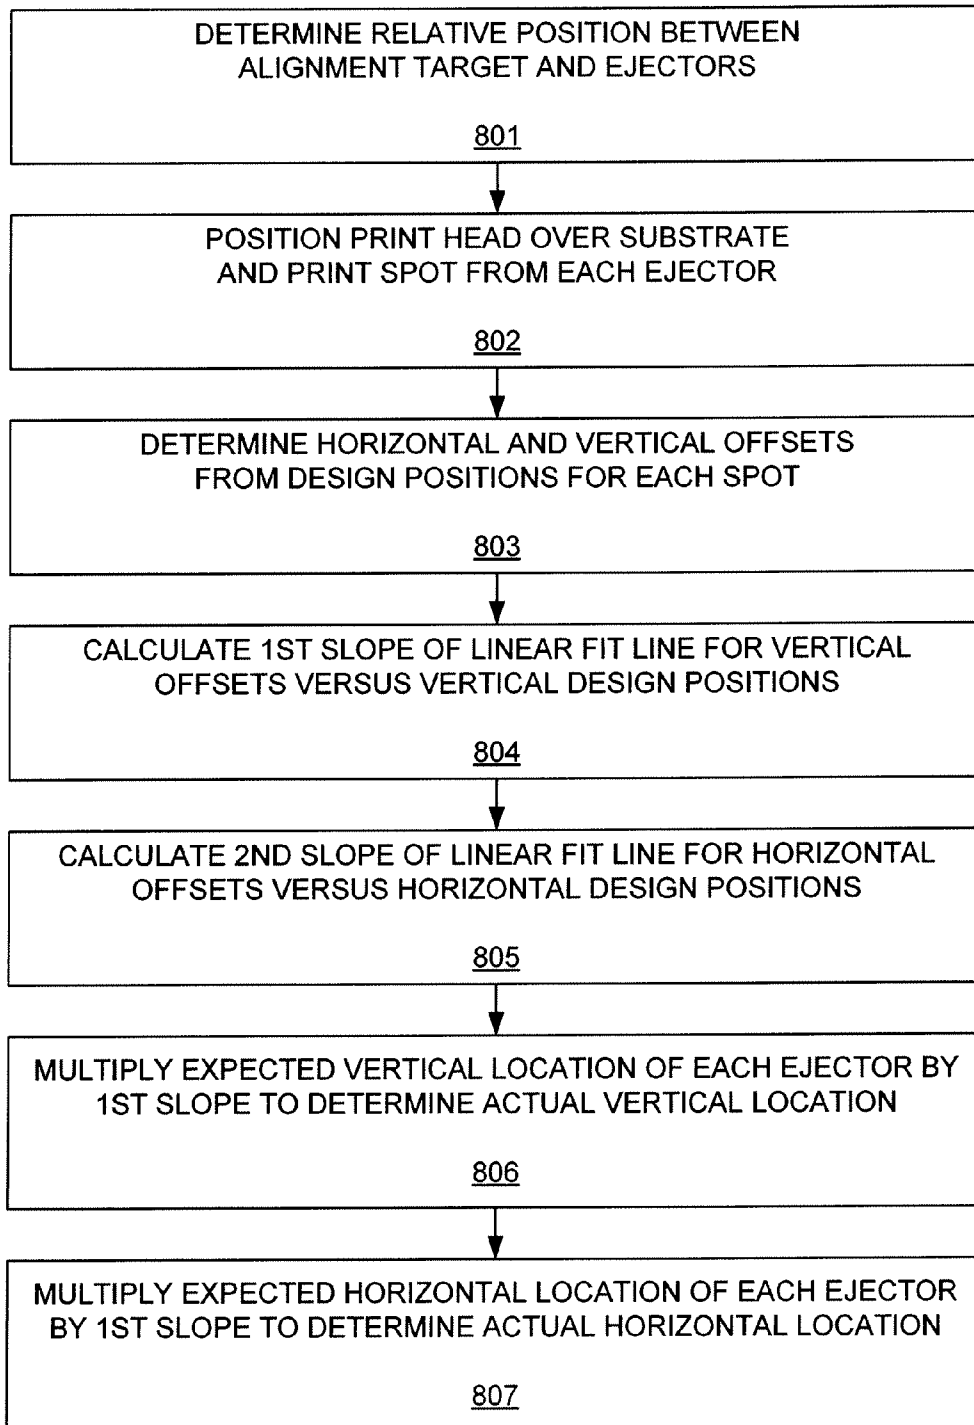 DETERMINE RELATIVE POSITION BETWEEN
ALIGNMENT TARGET AND EJECTORS
801
POSITION PRINT HEAD OVER SUBSTRATE
AND PRINT SPOT FROM EACH EJECTOR
802
DETERMINE HORIZONTAL AND VERTICAL OFFSETS
FROM DESIGN POSITIONS FOR EACH SPOT
803
CALCULATE 1ST SLOPE OF LINEAR FIT LINE FOR VERTICAL
OFFSETS VERSUS VERTICAL DESIGN POSITIONS
804
CALCULATE 2ND SLOPE OF LINEAR FIT LINE FOR HORIZONTAL
OFFSETS VERSUS HORIZONTAL DESIGN POSITIONS
805
MULTIPLY EXPECTED VERTICAL LOCATION OF EACH EJECTOR BY
1ST SLOPE TO DETERMINE ACTUAL VERTICAL LOCATION
806
MULTIPLY EXPECTED HORIZONTAL LOCATION OF EACH EJECTOR
BY 1ST SLOPE TO DETERMINE ACTUAL HORIZONTAL LOCATION
807